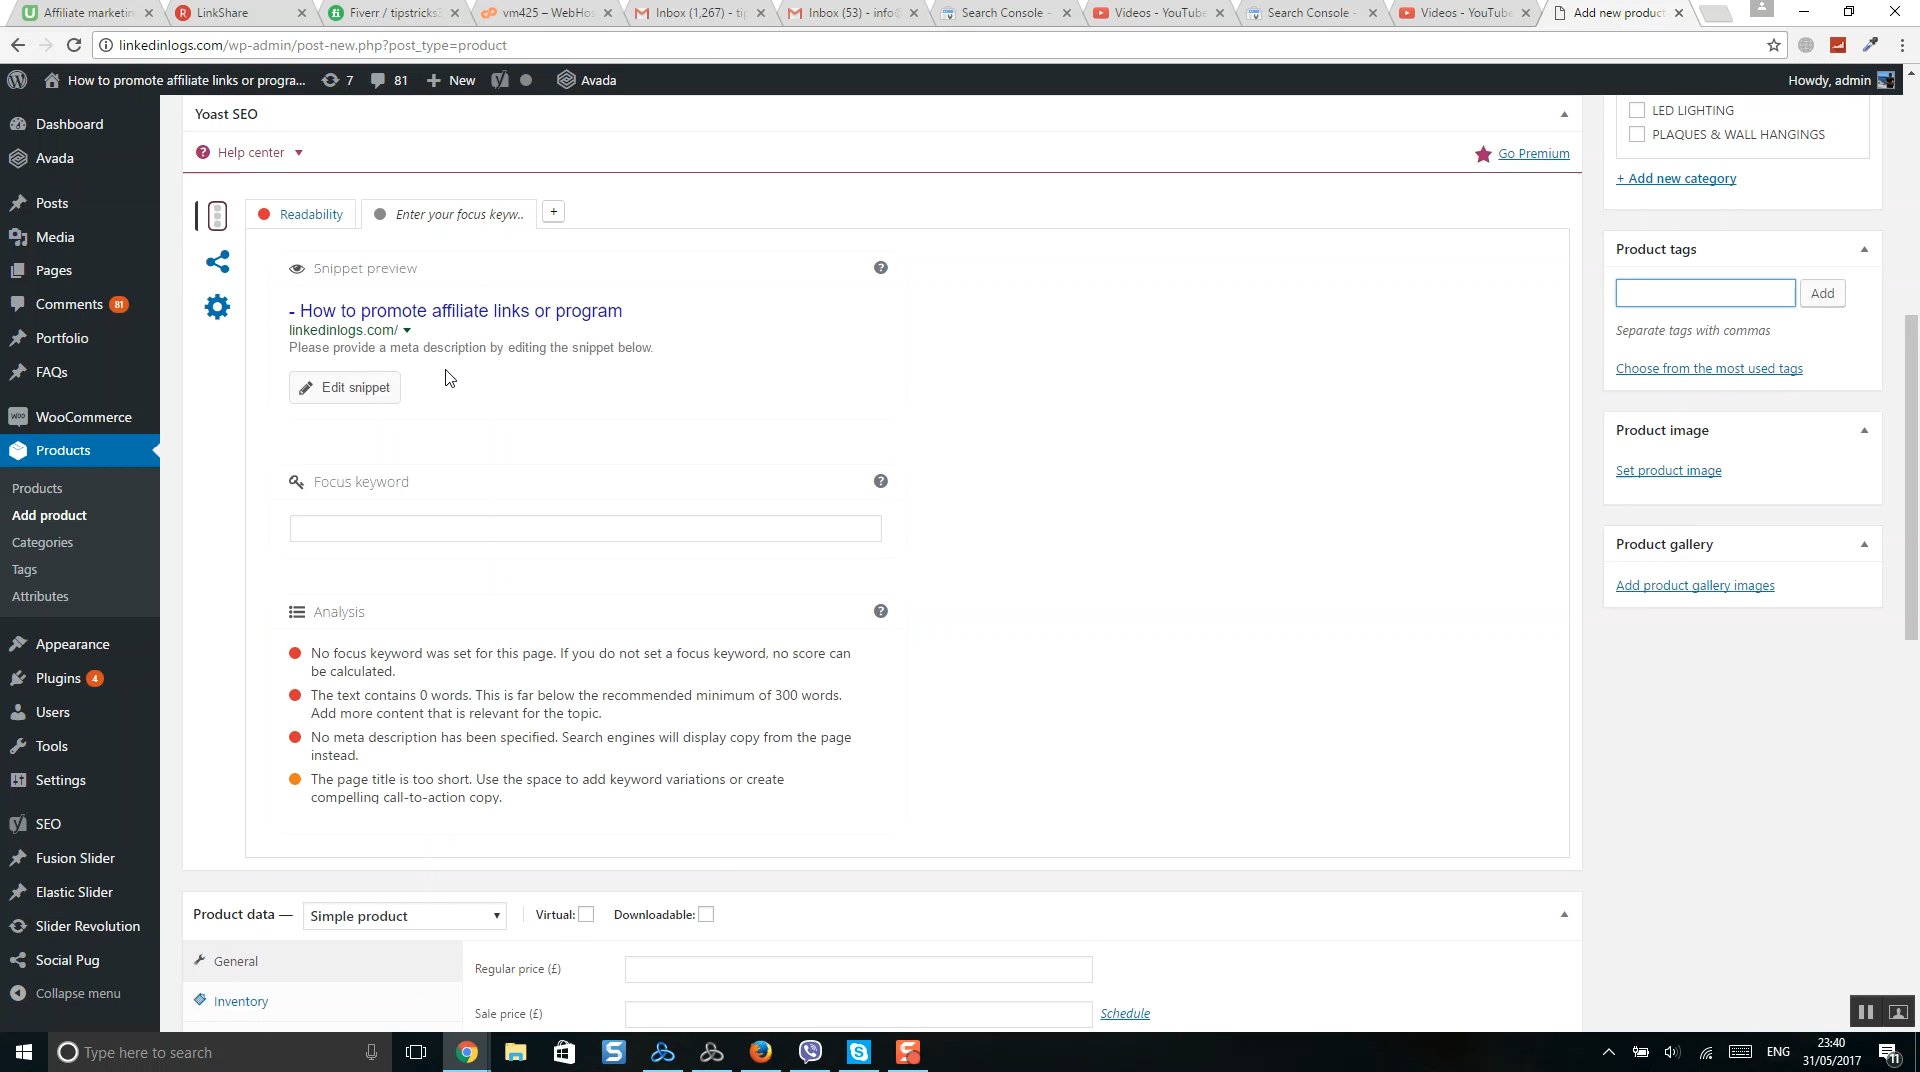 Affiliate marketin
LinkShare
Fiverr / tipstricks
vm425 – WebHos
Inbox (1,267) - ti
Inbox (53) - info
Search Console -
Videos - YouTube
Search Console -
Videos - YouTube
Add new product
linkedinlogs.com/wp-admin/post-new.php?post_type=product
How to promote affiliate links or progra...
7
81
New
Avada
Howdy, admin
Dashboard
Avada
Posts
Media
Pages
Comments 81
Portfolio
FAQs
WooCommerce
Products
Products
Add product
Categories
Tags
Attributes
Appearance
Plugins 4
Users
Tools
Settings
SEO
Fusion Slider
Elastic Slider
Slider Revolution
Social Pug
Collapse menu
Yoast SEO
Help center
Go Premium
Readability
Enter your focus keyw..
+
Snippet preview
- How to promote affiliate links or program
linkedinlogs.com/
Please provide a meta description by editing the snippet below.
Edit snippet
Focus keyword
Analysis
No focus keyword was set for this page. If you do not set a focus keyword, no score can
be calculated.
The text contains 0 words. This is far below the recommended minimum of 300 words.
Add more content that is relevant for the topic.
No meta description has been specified. Search engines will display copy from the page
instead.
The page title is too short. Use the space to add keyword variations or create
compelling call-to-action copy.
Product data —
Simple product
Virtual:
Downloadable:
General
Inventory
Regular price (£)
Sale price (£)
Schedule
LED LIGHTING
PLAQUES & WALL HANGINGS
+ Add new category
Product tags
Add
Separate tags with commas
Choose from the most used tags
Product image
Set product image
Product gallery
Add product gallery images
Type here to search
ENG
23:40
31/05/2017
11